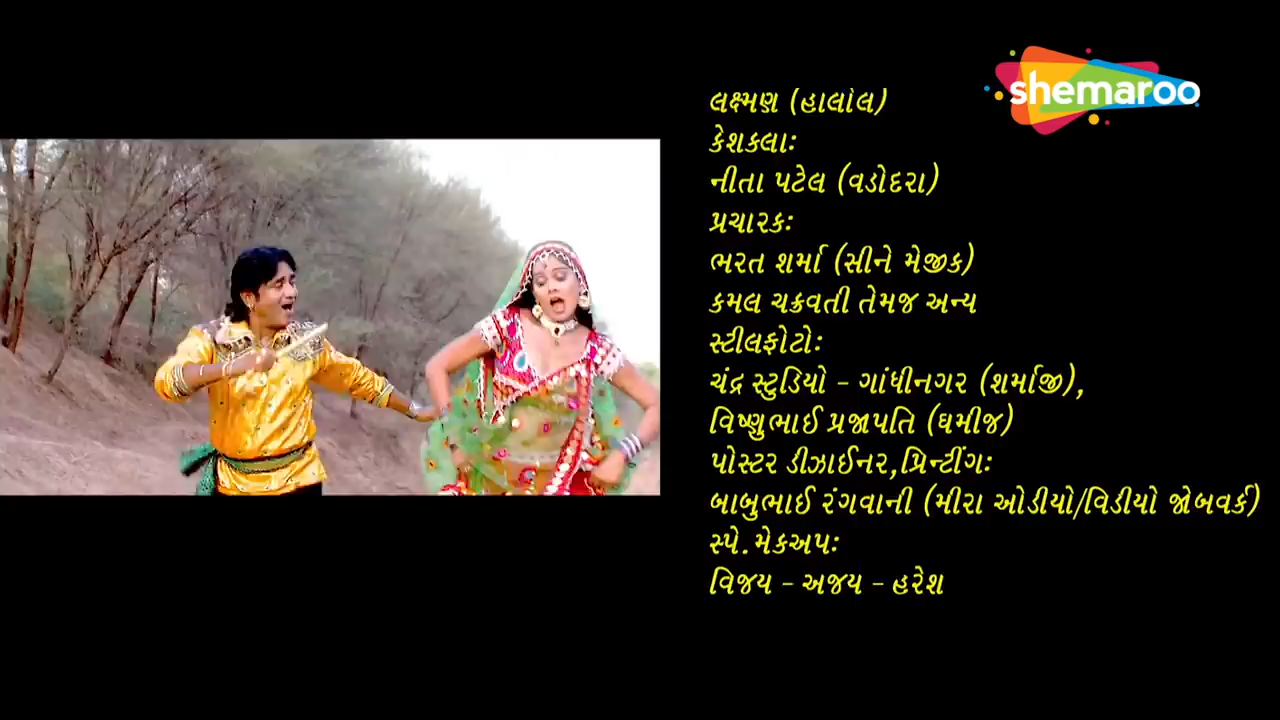 shemaroo
લક્ષ્મણ (હાલોલ)
કેશકલાઃ
નીતા પટેલ (વડોદરા)
પ્રચારકઃ
ભરત શર્મા (સીને મેજીક)
કમલ ચક્રવતી તેમજ અન્ય
સ્ટીલફોટોઃ
ચંદ્ર સ્ટુડિયો - ગાંધીનગર (શર્માજી),
વિષ્ણુભાઈ પ્રજાપતિ (ઘમીજ)
પોસ્ટર ડીઝાઈનર,પ્રિન્ટીંગઃ
બાબુભાઈ રંગવાની (મીરા ઓડીયો/વિડીયો જોબવર્ક)
સ્પે.મેકઅપઃ
વિજય - અજય - હરેશ